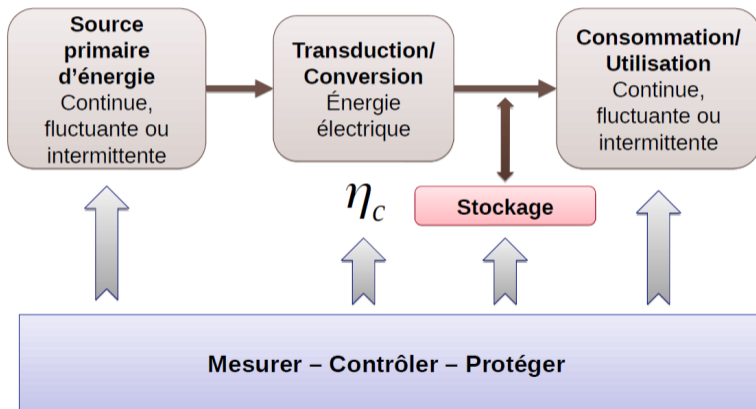 Source
primaire
d'énergie
Continue,
fluctuante ou
intermittente
Transduction/
Conversion
Énergie
électrique
Consommation/
Utilisation
Continue,
fluctuante ou
intermittente
η_c
Stockage
Mesurer – Contrôler – Protéger